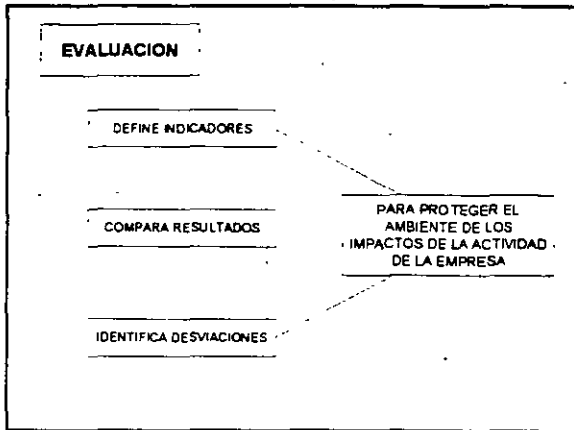 EVALUACION
DEFINE INDICADORES
COMPARA RESULTADOS
PARA PROTEGER EL
AMBIENTE DE LOS
IMPACTOS DE LA ACTIVIDAD
DE LA EMPRESA
IDENTIFICA DESVIACIONES